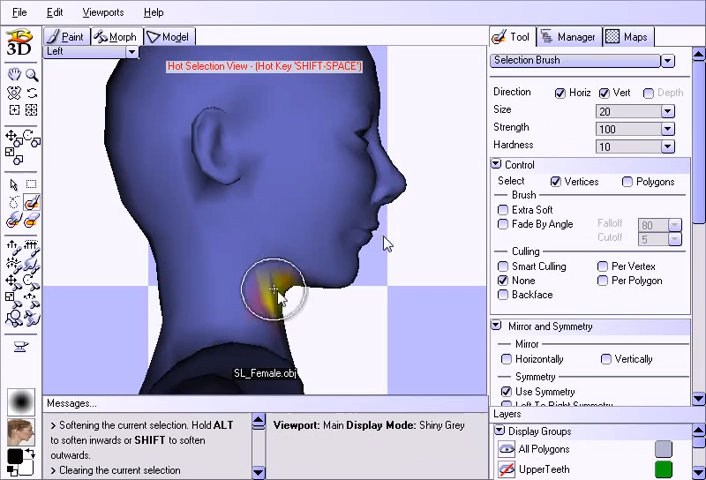 File Edit Viewports Help
3D Paint Morph Model Tool Manager Maps
Left
Hot Selection View - (Hot Key 'SHIFT-SPACE')
Selection Brush
Direction Horiz Vert Depth
Size 20
Strength 100
Hardness 10
Control
Select Vertices Polygons
Brush
Extra Soft
Fade By Angle Falloff 80
Cutoff 5
Culling
Smart Culling Per Vertex
None Per Polygon
Backface
Mirror and Symmetry
Mirror
Horizontally Vertically
Symmetry
Use Symmetry
Left To Right Symmetry
SL_Female.obj
Messages...
> Softening the current selection. Hold ALT
to soften inwards or SHIFT to soften
outwards.
> Clearing the current selection
Viewport: Main Display Mode: Shiny Grey
Layers
Display Groups
All Polygons
UpperTeeth